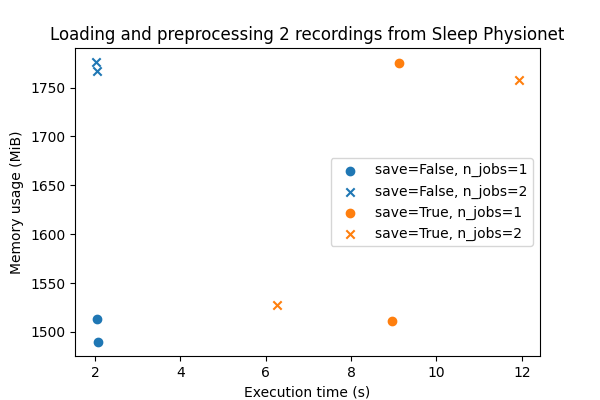 Loading and preprocessing 2 recordings from Sleep Physionet
Memory usage (MiB)
1750
1700
1650
1600
1550
1500
save=False, n_jobs=1
save=False, n_jobs=2
save=True, n_jobs=1
save=True, n_jobs=2
2 4 6 8 10 12
Execution time (s)